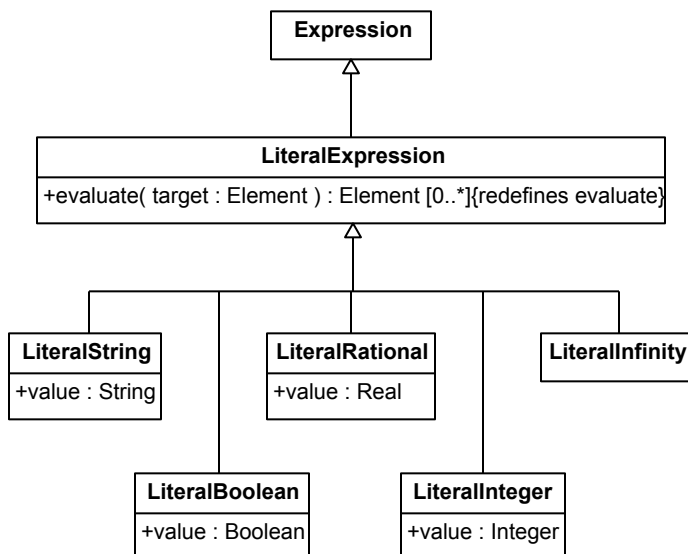 Expression
LiteralExpression
+evaluate( target : Element ) : Element [0..*]{redefines evaluate}
LiteralString
+value : String
LiteralRational
+value : Real
LiteralInfinity
LiteralBoolean
+value : Boolean
LiteralInteger
+value : Integer